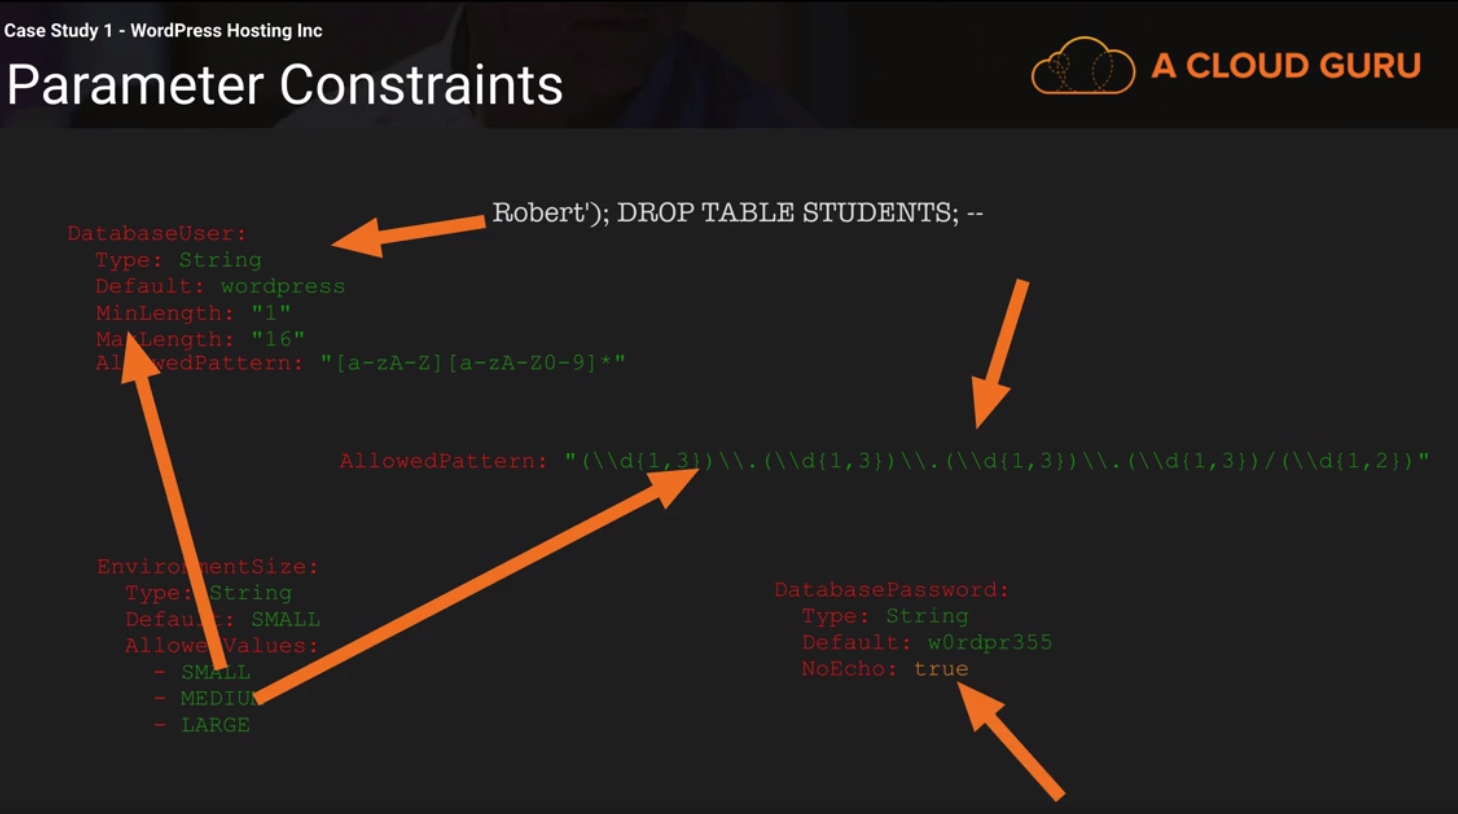 Case Study 1 - WordPress Hosting Inc
Parameter Constraints
A CLOUD GURU
Robert'); DROP TABLE STUDENTS; --
DatabaseUser:
Type: String
Default: wordpress
MinLength: "1"
MaxLength: "16"
AllowedPattern: "[a-zA-Z][a-zA-Z0-9]*"
AllowedPattern: "(\\d{1,3})\\.(\\d{1,3})\\.(\\d{1,3})\\.(\\d{1,3})/(\\d{1,2})"
EnvironmentSize:
Type: String
Default: SMALL
AllowedValues:
- SMALL
- MEDIUM
- LARGE
DatabasePassword:
Type: String
Default: w0rdpr355
NoEcho: true